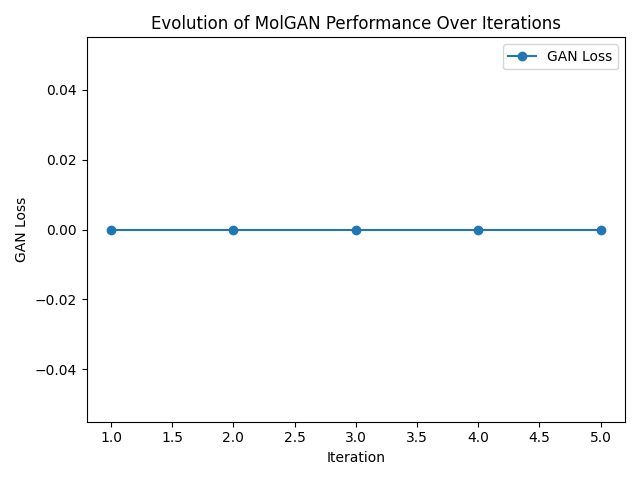 Evolution of MolGAN Performance Over Iterations
GAN Loss
0.04
0.02
0.00
−0.02
−0.04
GAN Loss
1.0 1.5 2.0 2.5 3.0 3.5 4.0 4.5 5.0
Iteration